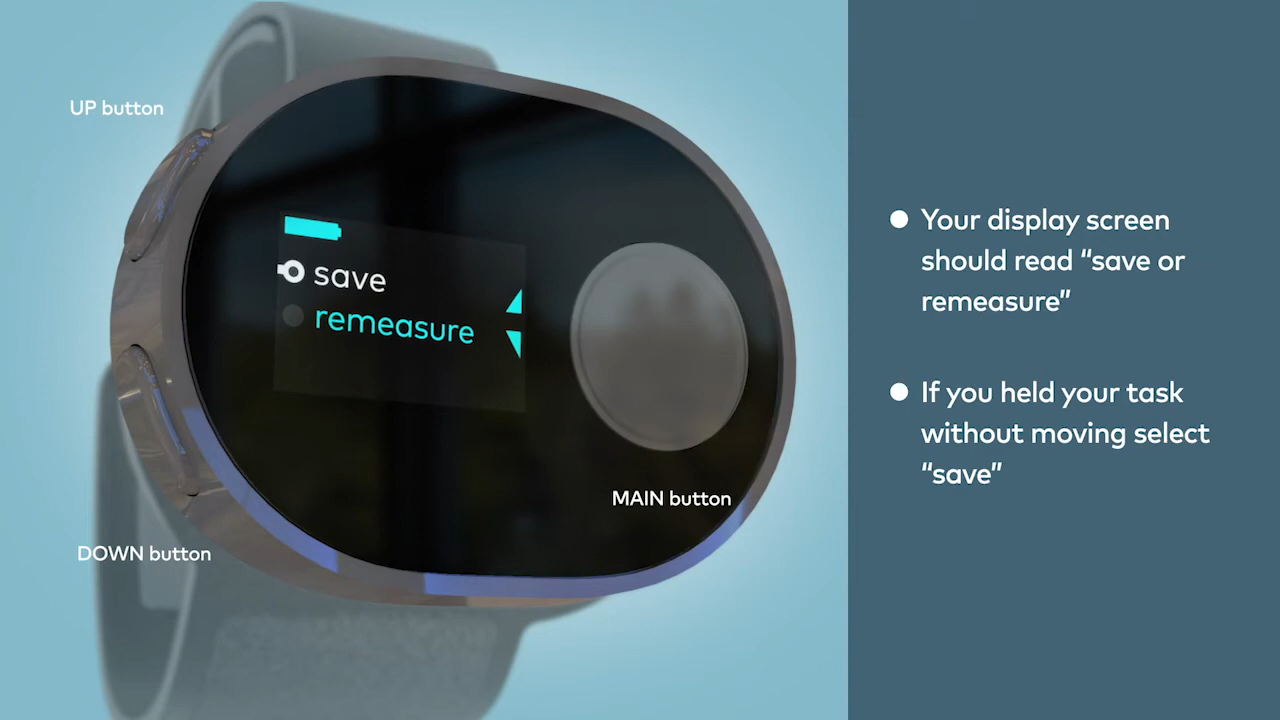 UP button
save
remeasure
MAIN button
DOWN button
Your display screen
should read “save or
remeasure”
If you held your task
without moving select
“save”